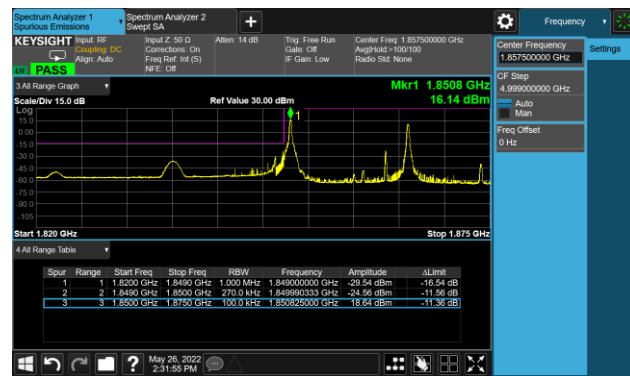 Spectrum Analyzer 1
Spurious Emissions
Spectrum Analyzer 2
Swept SA
Frequency
KEYSIGHT
Input: RF
Coupling: DC
Align: Auto
Input Z: 50 Ω
Corrections: On
Freq Ref: Int (S)
NFE: Off
Atten: 14 dB
Trig: Free Run
Gate: Off
IF Gain: Low
Center Freq: 1.857500000 GHz
Avg|Hold:>100/100
Radio Std: None
PASS
Center Frequency
1.857500000 GHz
Settings
CF Step
4.999000000 GHz
Auto
Man
Freq Offset
0 Hz
3 All Range Graph
Mkr1 1.8508 GHz
Scale/Div 15.0 dB
Ref Value 30.00 dBm
16.14 dBm
Log
1
15.0
0.00
-15.0
-30.0
-45.0
-60.0
-75.0
-90.0
-105
Start 1.820 GHz
Stop 1.875 GHz
4 All Range Table
Spur Range Start Freq Stop Freq RBW Frequency Amplitude ΔLimit
1 1 1.8200 GHz 1.8490 GHz 1.000 MHz 1.849000000 GHz -29.54 dBm -16.54 dB
2 2 1.8490 GHz 1.8500 GHz 270.0 kHz 1.849990333 GHz -24.56 dBm -11.56 dB
3 3 1.8500 GHz 1.8750 GHz 100.0 kHz 1.850825000 GHz 18.64 dBm -11.36 dB
May 26, 2022
2:31:55 PM